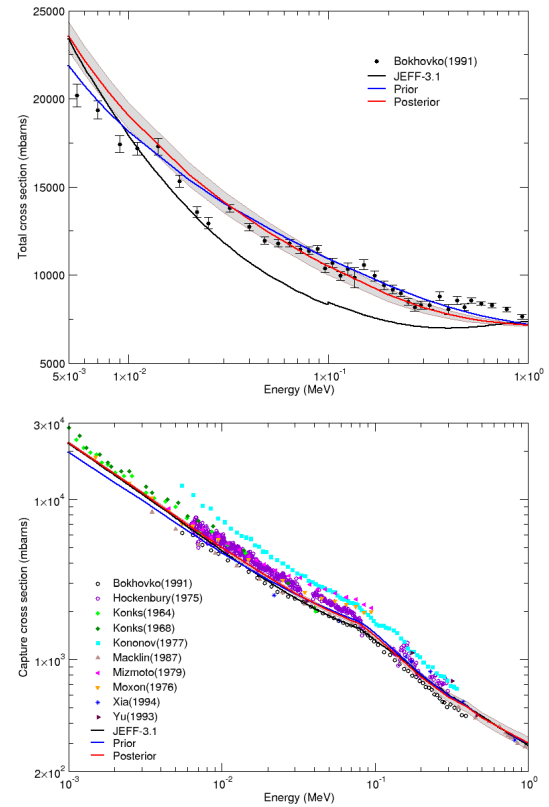 25000
20000
15000
10000
5000
Total cross section (mbarns)
Bokhovko(1991)
JEFF-3.1
Prior
Posterior
5×10⁻³
1×10⁻²
1×10⁻¹
1×10⁰
Energy (MeV)
3×10⁴
1×10⁴
1×10³
2×10²
Capture cross section (mbarns)
Bokhovko(1991)
Hockenbury(1975)
Konks(1964)
Konks(1968)
Kononov(1977)
Macklin(1987)
Mizmoto(1979)
Moxon(1976)
Xia(1994)
Yu(1993)
JEFF-3.1
Prior
Posterior
10⁻³
10⁻²
10⁻¹
10⁰
Energy (MeV)